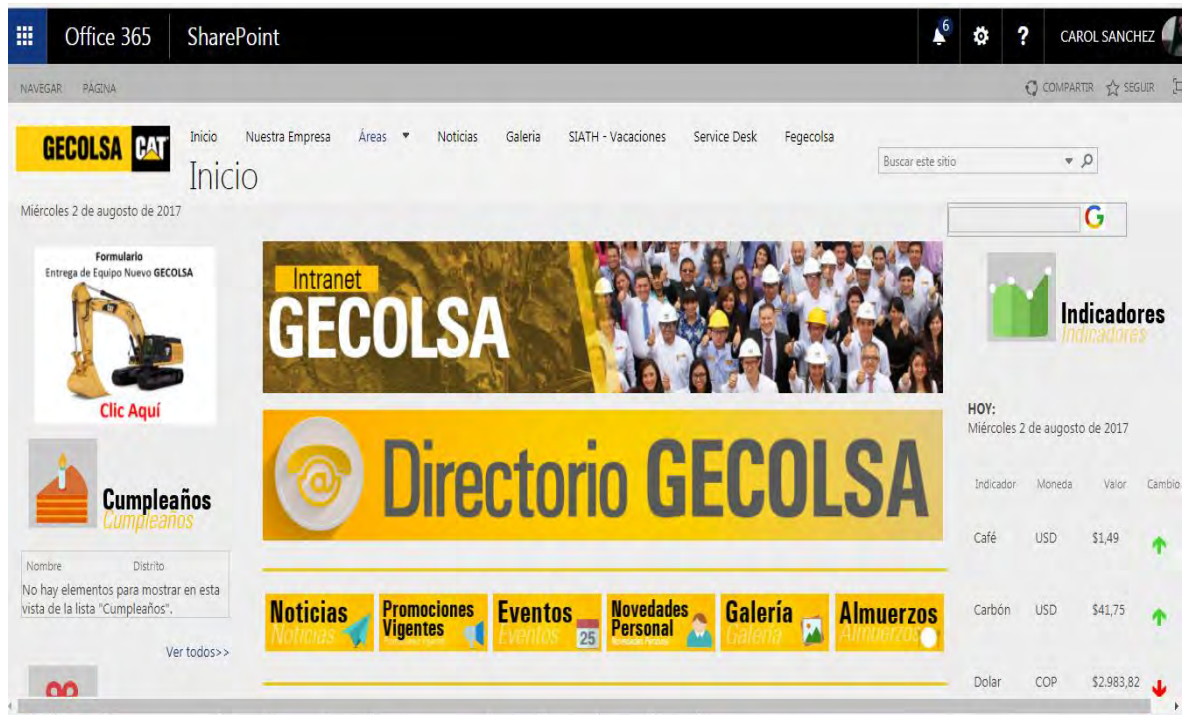 Office 365 SharePoint 6 ? CAROL SANCHEZ
NAVEGAR PÁGINA COMPARTIR SEGUIR
GECOLSA CAT
Inicio Nuestra Empresa Áreas Noticias Galeria SIATH - Vacaciones Service Desk Fegecolsa
Inicio
Buscar este sitio
Miércoles 2 de augosto de 2017
G
Formulario
Entrega de Equipo Nuevo GECOLSA
Clic Aquí
Cumpleaños
Cumpleaños
Nombre Distrito
No hay elementos para mostrar en esta
vista de la lista "Cumpleaños".
Ver todos>>
Intranet
GECOLSA
@ Directorio GECOLSA
Noticias
Noticias
Promociones
Vigentes
Eventos
Eventos
25
Novedades
Personal
Galería
Galería
Almuerzos
Almuerzos
Indicadores
Indicadores
HOY:
Miércoles 2 de augosto de 2017
Indicador Moneda Valor Cambio
Café USD $1,49
Carbón USD $41,75
Dolar COP $2.983,82